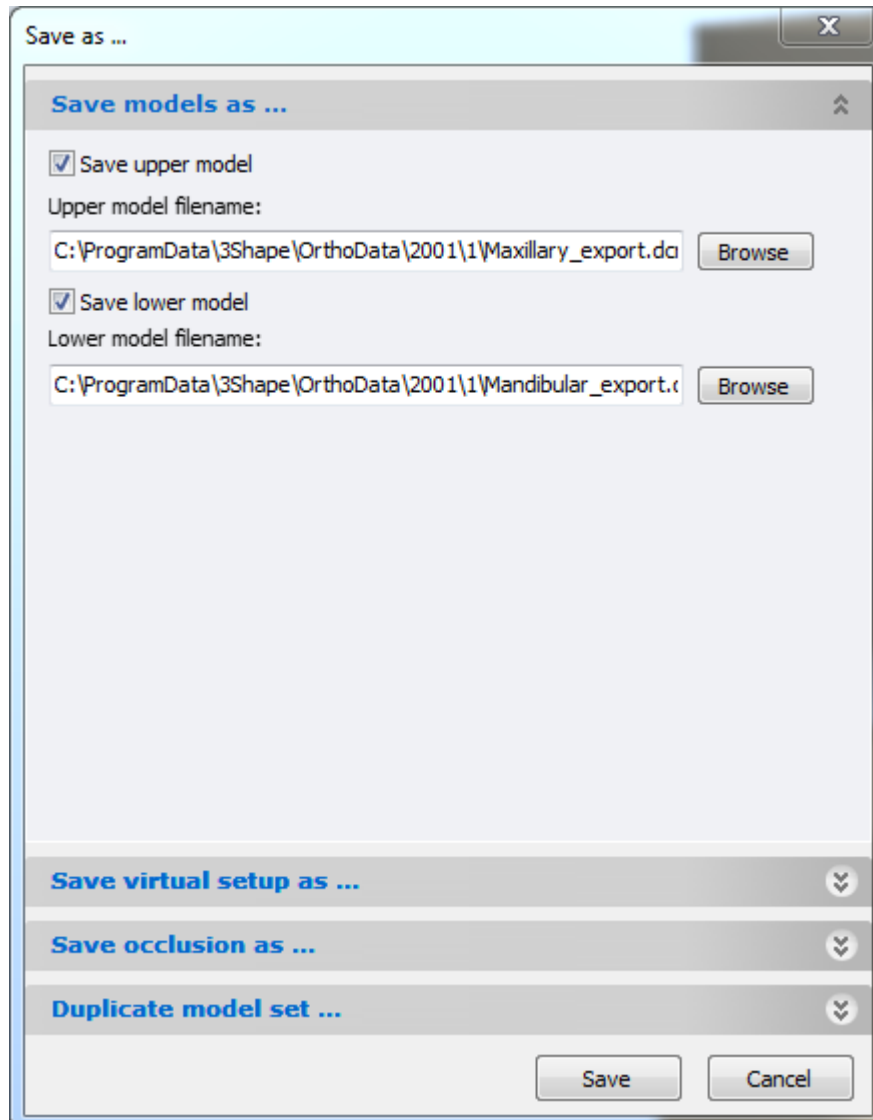 Save as ...
Save models as ...
Save upper model
Upper model filename:
C:\ProgramData\3Shape\OrthoData\2001\1\Maxillary_export.dcm
Browse
Save lower model
Lower model filename:
C:\ProgramData\3Shape\OrthoData\2001\1\Mandibular_export.d
Browse
Save virtual setup as ...
Save occlusion as ...
Duplicate model set ...
Save Cancel